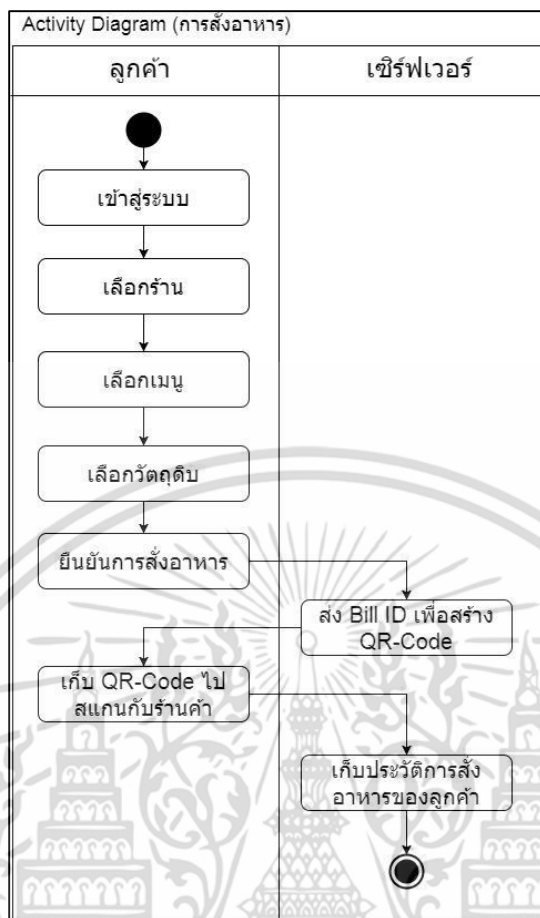 Activity Diagram (การสั่งอาหาร)
ลูกค้า
เซิร์ฟเวอร์
เข้าสู่ระบบ
เลือกร้าน
เลือกเมนู
เลือกวัตถุดิบ
ยืนยันการสั่งอาหาร
ส่ง Bill ID เพื่อสร้าง
QR-Code
เก็บ QR-Code ไป
สแกนกับร้านค้า
เก็บประวัติการสั่ง
อาหารของลูกค้า